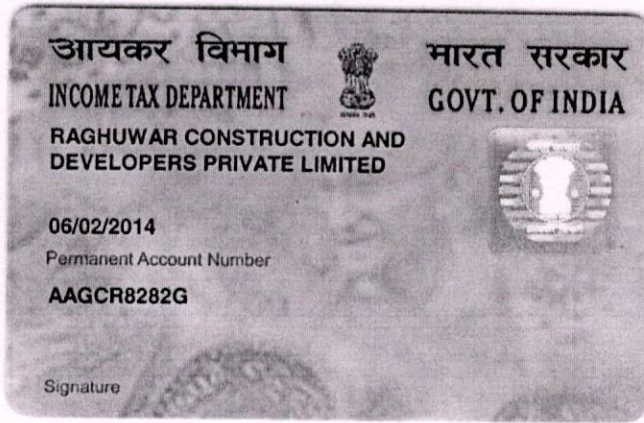 आयकर विभाग
INCOME TAX DEPARTMENT
भारत सरकार
GOVT. OF INDIA
RAGHUWAR CONSTRUCTION AND
DEVELOPERS PRIVATE LIMITED
06/02/2014
Permanent Account Number
AAGCR8282G
Signature